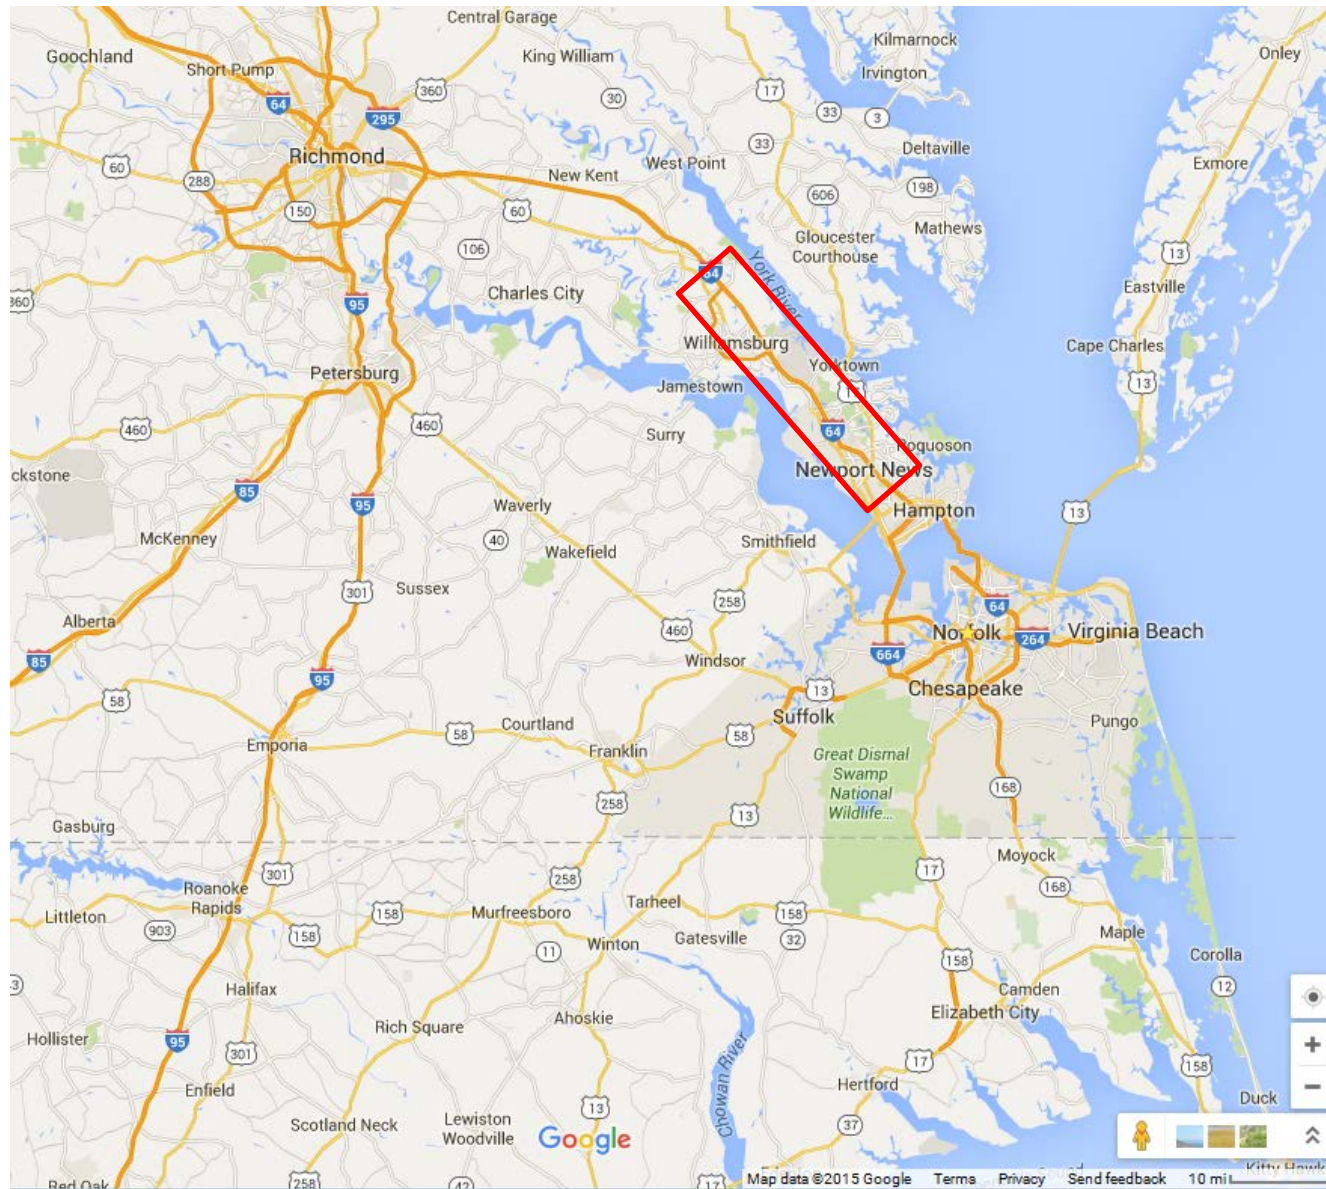 Central Garage
Kilmarnock
Goochland
King William
Onley
Short Pump
Irvington
360
17
64
30
33
3
295
Deltaville
Richmond
33
West Point
Exmore
60
New Kent
288
198
606
150
60
Mathews
Gloucester
Courthouse
106
13
York River
64
Eastville
360
95
Charles City
Williamsburg
Cape Charles
Yorktown
Petersburg
Jamestown
13
17
460
460
64
Surry
Poquoson
ckstone
Newport News
85
95
Waverly
Hampton
13
McKenney
40
Smithfield
Wakefield
301
Sussex
258
64
Alberta
460
Norfolk
264
Virginia Beach
85
664
Windsor
95
Chesapeake
13
58
Suffolk
Courtland
Pungo
58
58
Emporia
Franklin
Great Dismal
Swamp
National
Wildlife...
168
258
13
Gasburg
Moyock
17
301
258
168
Roanoke
Rapids
Tarheel
Littleton
158
Murfreesboro
158
903
158
Winton
Gatesville
32
Maple
11
Corolla
158
3
Halifax
Camden
12
Elizabeth City
Ahoskie
Rich Square
Hollister
95
301
17
158
Chowan River
Hertford
Enfield
Duck
13
Lewiston
Woodville
Scotland Neck
37
Google
Kitty Hawk
Red Oak
258
42
17
Map data ©2015 Google Terms Privacy Send feedback 10 mi